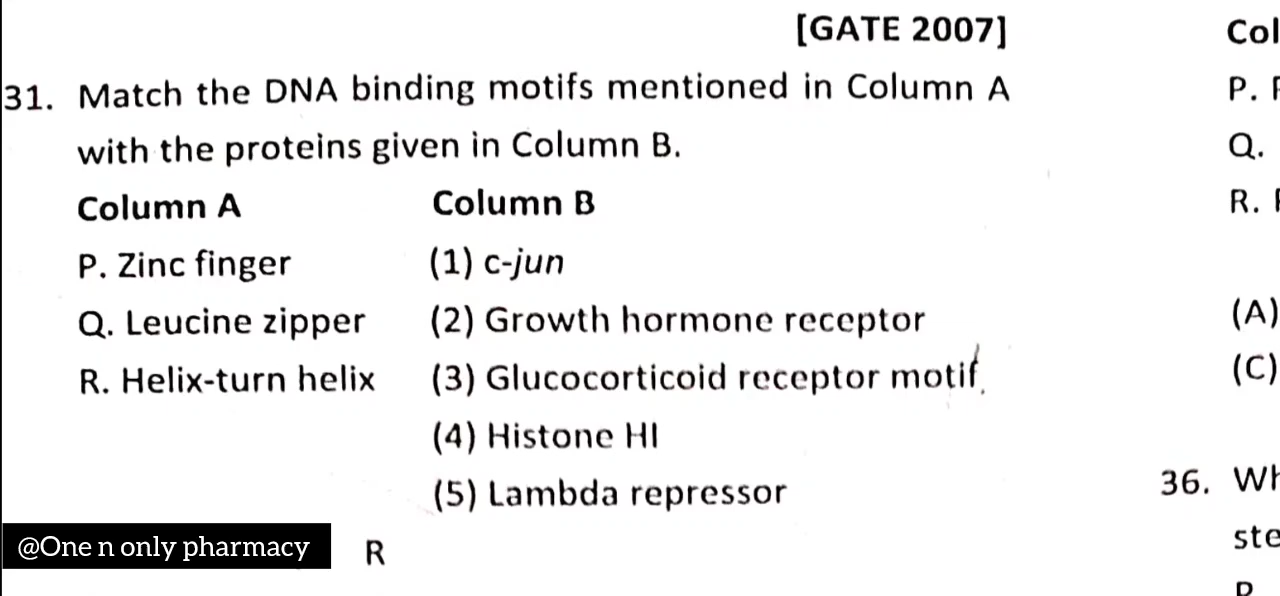 [GATE 2007]
31. Match the DNA binding motifs mentioned in Column A
with the proteins given in Column B.
Column A Column B
P. Zinc finger (1) c-jun
Q. Leucine zipper (2) Growth hormone receptor
R. Helix-turn helix (3) Glucocorticoid receptor motif
(4) Histone HI
(5) Lambda repressor
R
@One n only pharmacy
Col
P.
Q.
R.
(A)
(C)
36. Wh
ste